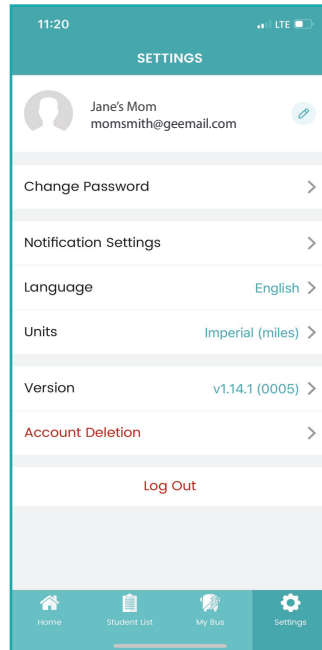 11:20 LTE
SETTINGS
Jane's Mom
momsmith@geemail.com
Change Password
Notification Settings
Language English
Units Imperial (miles)
Version v1.14.1 (0005)
Account Deletion
Log Out
Home Student List My Bus Settings